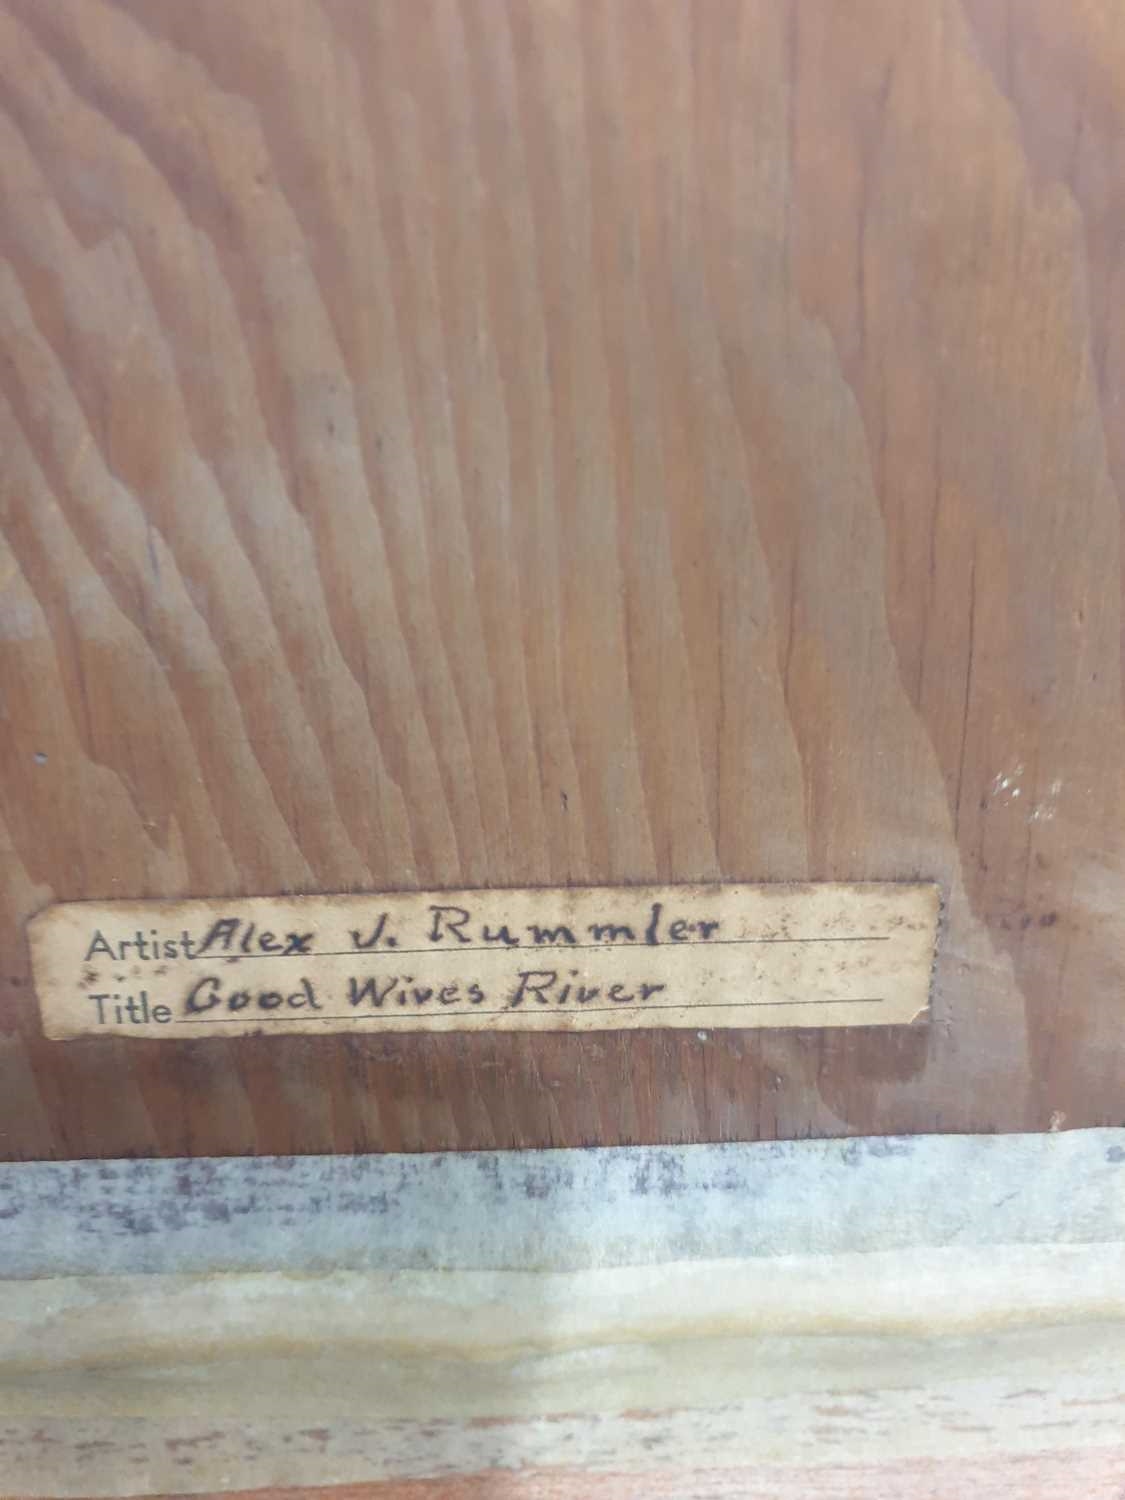 Artist Alex J. Rummler
Title Good Wives River